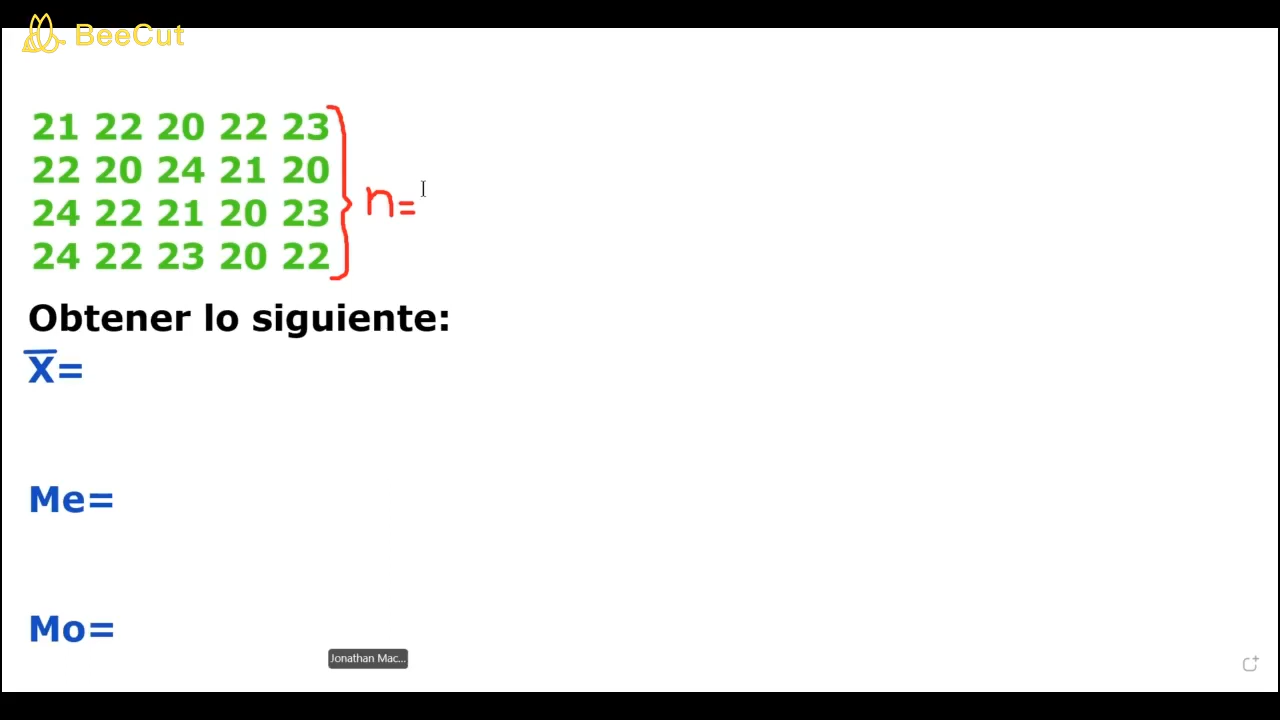 BeeCut
21 22 20 22 23
22 20 24 21 20
24 22 21 20 23
24 22 23 20 22
n=
Obtener lo siguiente:
X̅=
Me=
Mo=
Jonathan Mac...